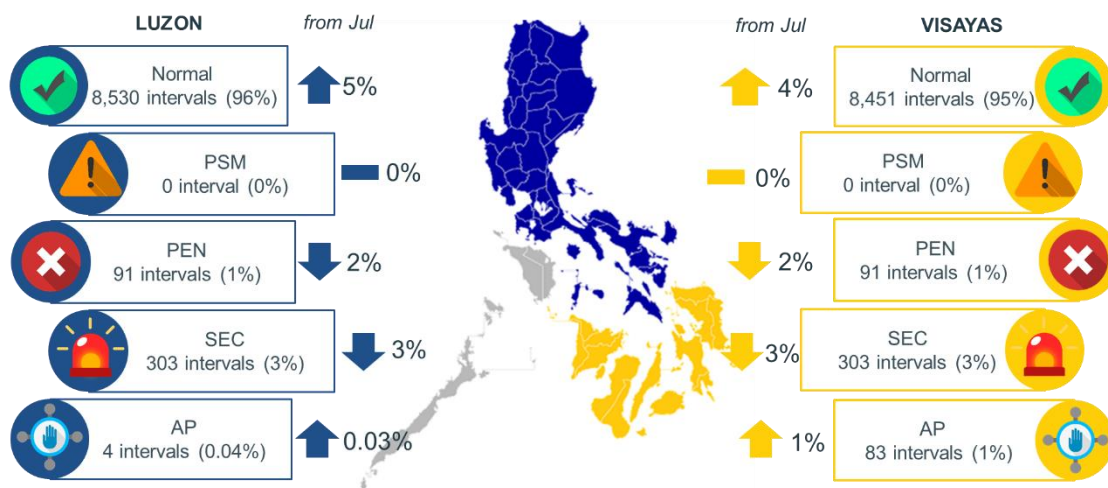 LUZON
from Jul
Normal
8,530 intervals (96%)
5%
PSM
0 interval (0%)
0%
PEN
91 intervals (1%)
2%
SEC
303 intervals (3%)
3%
AP
4 intervals (0.04%)
0.03%
from Jul
VISAYAS
4%
Normal
8,451 intervals (95%)
0%
PSM
0 interval (0%)
2%
PEN
91 intervals (1%)
3%
SEC
303 intervals (3%)
1%
AP
83 intervals (1%)